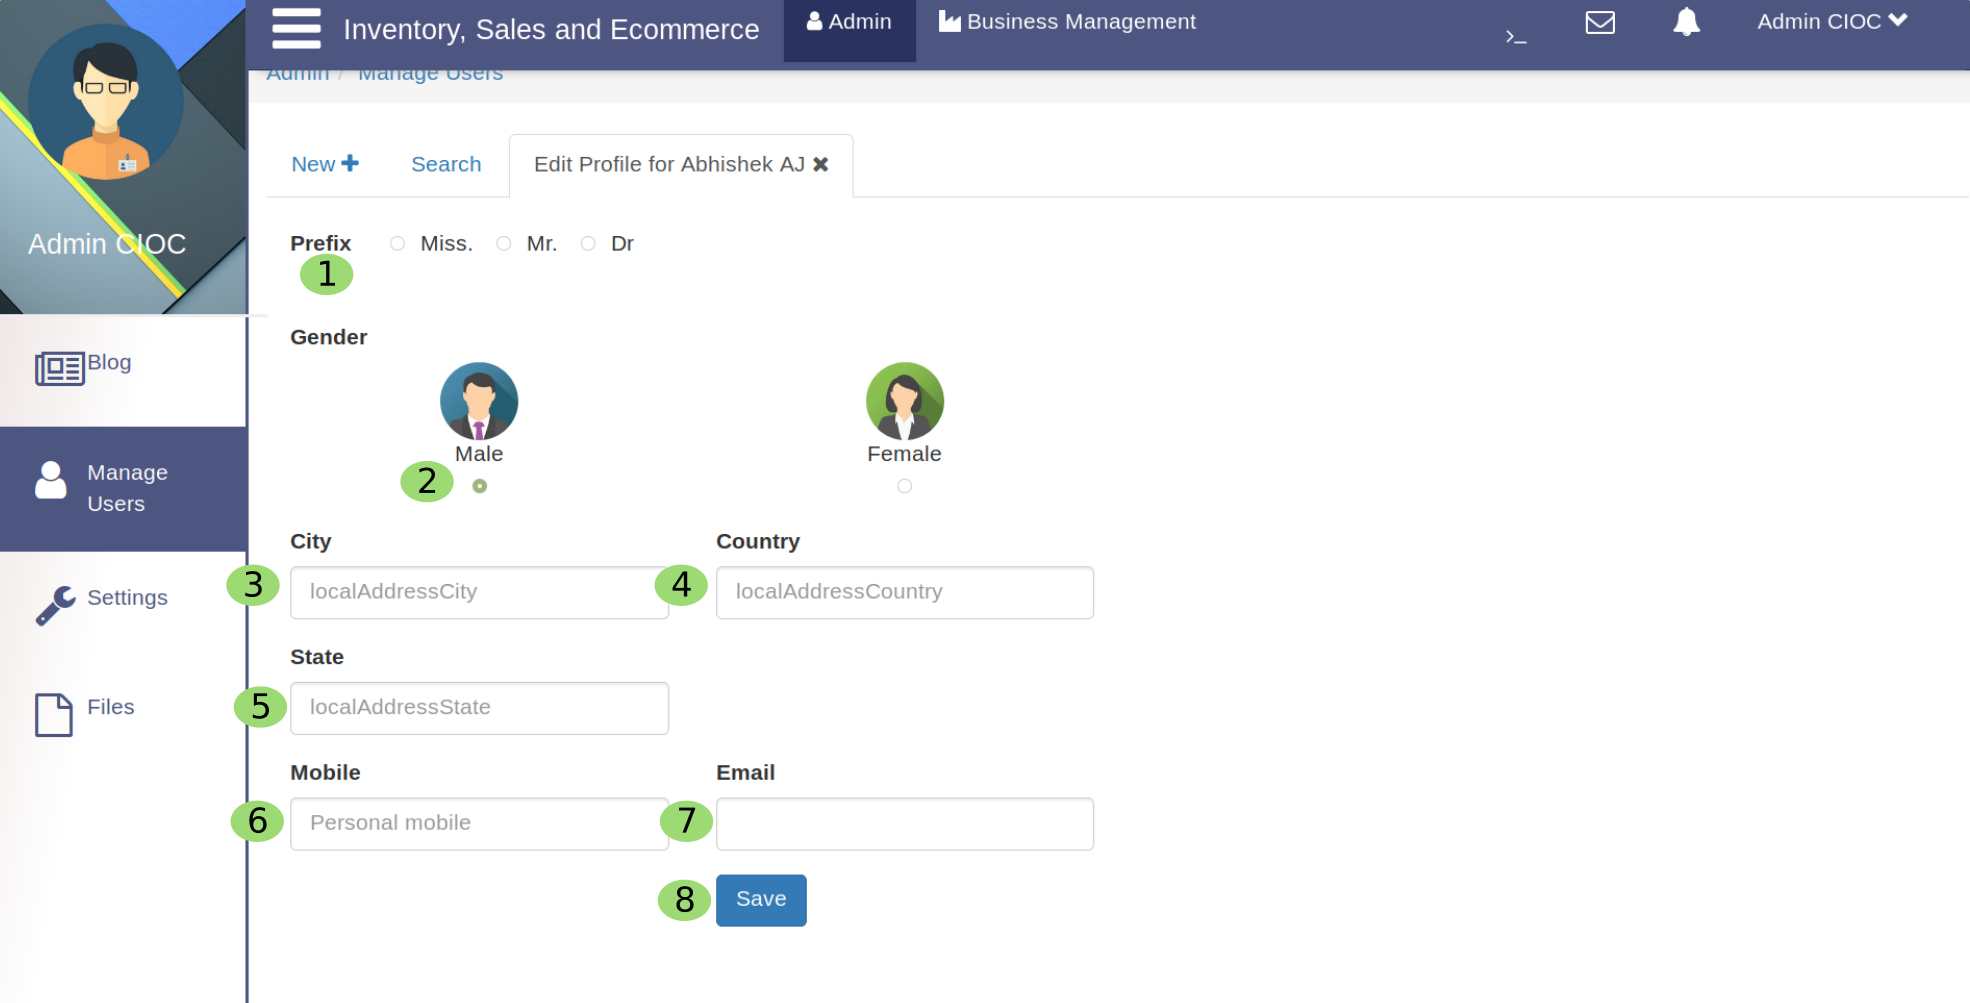 Inventory, Sales and Ecommerce Admin Business Management >_ Admin CIOC
Admin / Manage Users
New Search Edit Profile for Abhishek AJ
Admin CIOC
Prefix Miss. Mr. Dr
1
Gender
Blog
Male Female
2
Manage
Users
City Country
3 localAddressCity 4 localAddressCountry
Settings
State
5 localAddressState
Files
Mobile Email
6 Personal mobile 7
8 Save